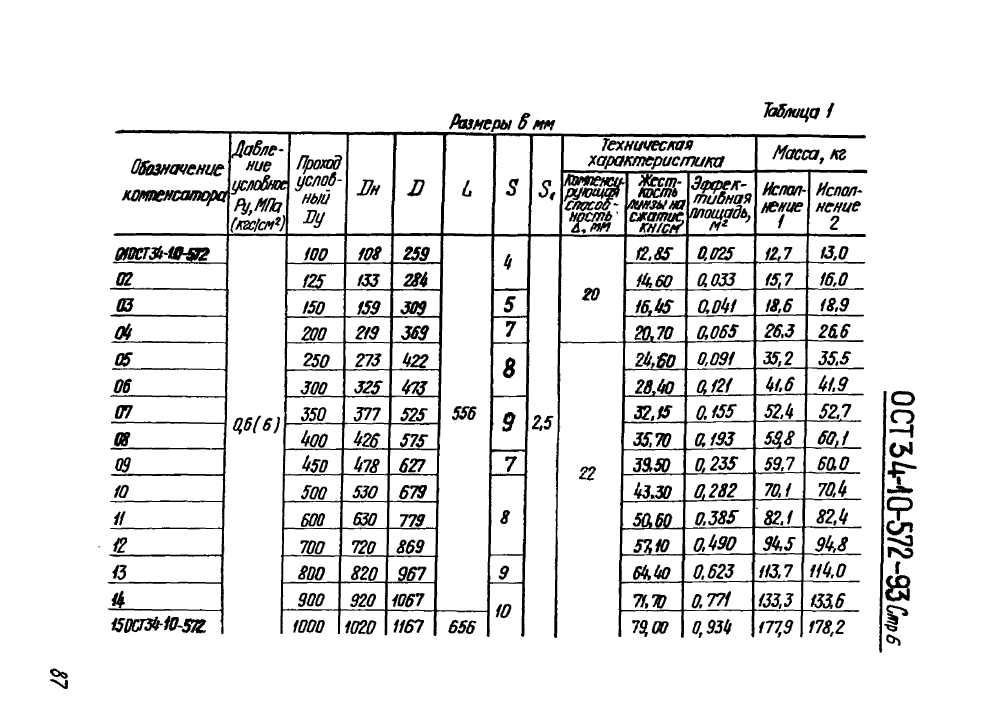 Таблица 1
Размеры в мм
Обозначение компенсатора | Давление условное Ру, МПа (кгс/см²) | Проход условный Dу | Dн | D | L | S | S₁ | Техническая характеристика | Масса, кг
Компенсирующая способность Δ, мм | Жесткость линзы на сжатие, кН/см | Эффективная площадь, м² | Исполнение 1 | Исполнение 2
01 ОСТ 34-10-572 | 0,6(6) | 100 | 108 | 259 | 556 | 4 | 2,5 | 20 | 12,85 | 0,025 | 12,7 | 13,0
02 | 125 | 133 | 284 | 14,60 | 0,033 | 15,7 | 16,0
03 | 150 | 159 | 309 | 5 | 16,45 | 0,041 | 18,6 | 18,9
04 | 200 | 219 | 369 | 7 | 20,70 | 0,065 | 26,3 | 26,6
05 | 250 | 273 | 422 | 8 | 22 | 24,60 | 0,091 | 35,2 | 35,5
06 | 300 | 325 | 473 | 28,40 | 0,121 | 41,6 | 41,9
07 | 350 | 377 | 525 | 9 | 32,15 | 0,155 | 52,4 | 52,7
08 | 400 | 426 | 575 | 35,70 | 0,193 | 59,8 | 60,1
09 | 450 | 478 | 627 | 7 | 39,50 | 0,235 | 59,7 | 60,0
10 | 500 | 530 | 679 | 8 | 43,30 | 0,282 | 70,1 | 70,4
11 | 600 | 630 | 779 | 50,60 | 0,385 | 82,1 | 82,4
12 | 700 | 720 | 869 | 57,10 | 0,490 | 94,5 | 94,8
13 | 800 | 820 | 967 | 9 | 64,40 | 0,623 | 113,7 | 114,0
14 | 900 | 920 | 1067 | 10 | 71,70 | 0,771 | 133,3 | 133,6
15 ОСТ 34-10-572 | 1000 | 1020 | 1167 | 656 | 79,00 | 0,934 | 177,9 | 178,2
ОСТ 34-10-572-93 Стр 6
87